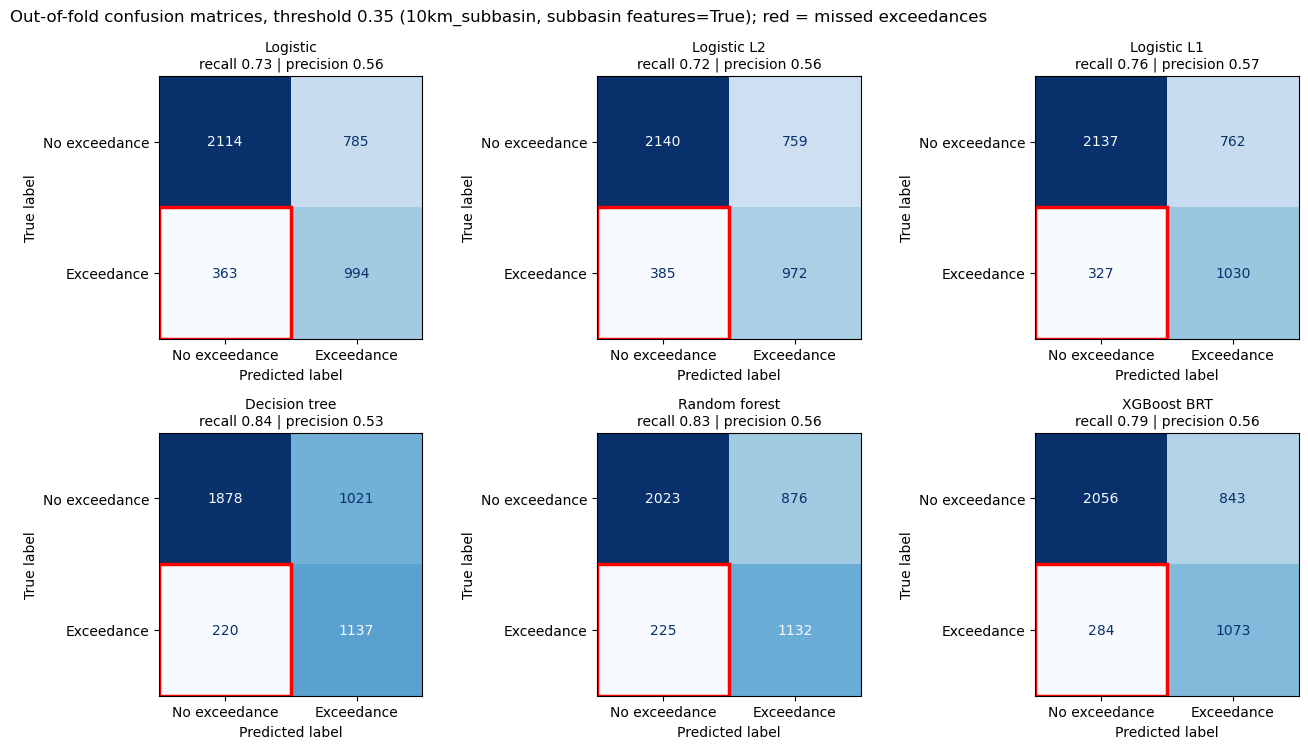 Out-of-fold confusion matrices, threshold 0.35 (10km_subbasin, subbasin features=True); red = missed exceedances
Logistic
recall 0.73 | precision 0.56
No exceedance
2114
785
Exceedance
363
994
True label
No exceedance
Exceedance
Predicted label
Logistic L2
recall 0.72 | precision 0.56
No exceedance
2140
759
Exceedance
385
972
True label
No exceedance
Exceedance
Predicted label
Logistic L1
recall 0.76 | precision 0.57
No exceedance
2137
762
Exceedance
327
1030
True label
No exceedance
Exceedance
Predicted label
Decision tree
recall 0.84 | precision 0.53
No exceedance
1878
1021
Exceedance
220
1137
True label
No exceedance
Exceedance
Predicted label
Random forest
recall 0.83 | precision 0.56
No exceedance
2023
876
Exceedance
225
1132
True label
No exceedance
Exceedance
Predicted label
XGBoost BRT
recall 0.79 | precision 0.56
No exceedance
2056
843
Exceedance
284
1073
True label
No exceedance
Exceedance
Predicted label